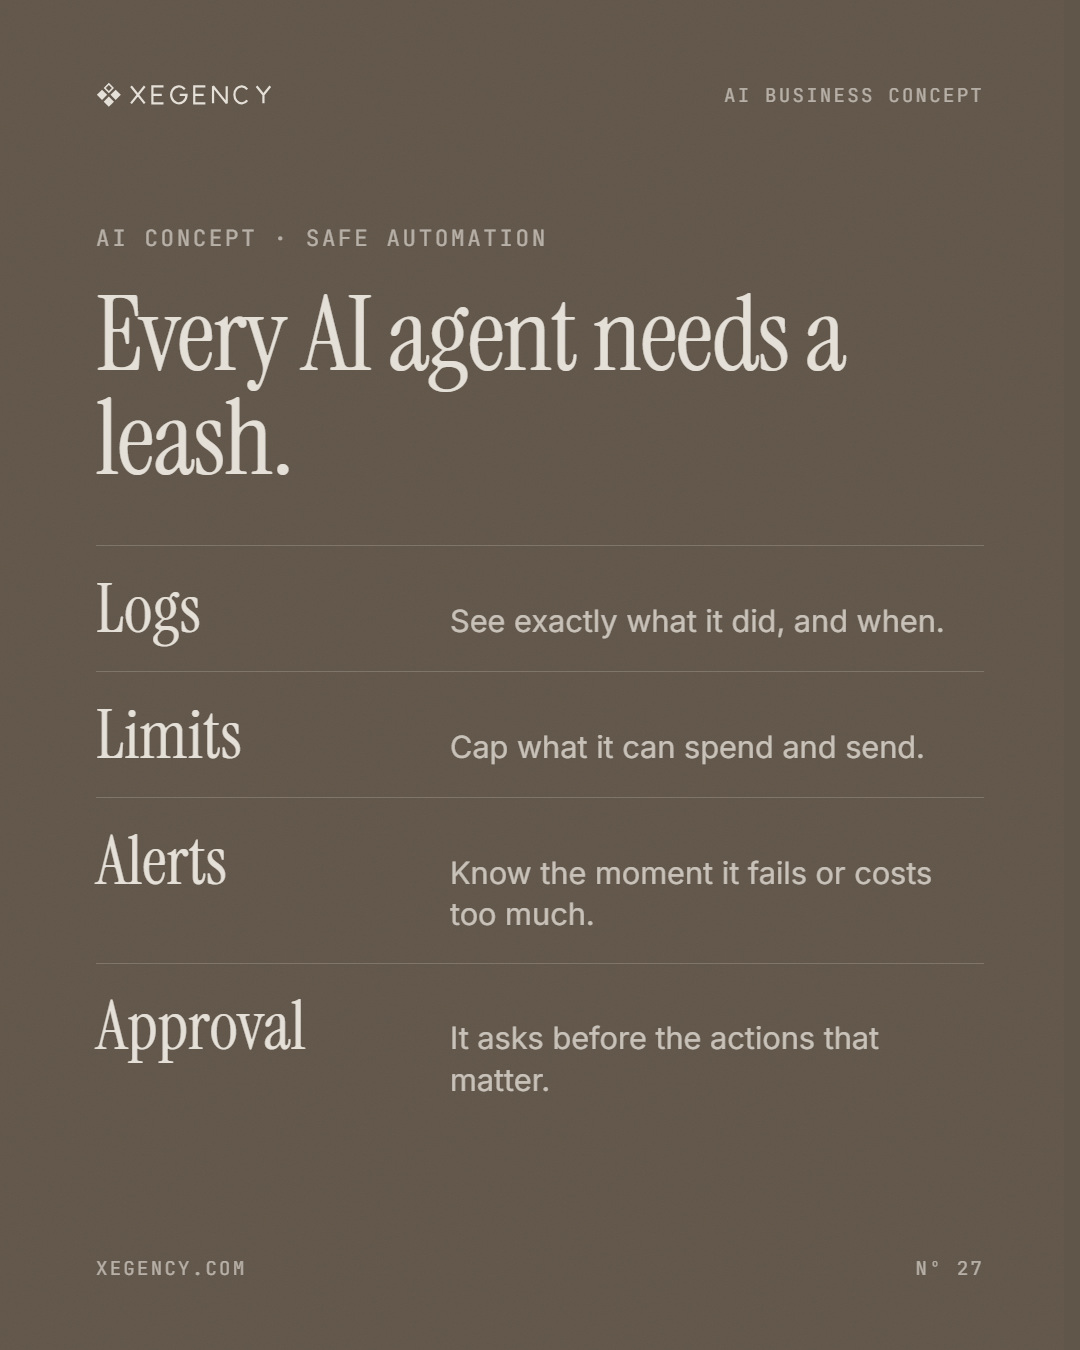 XEGENCY
AI BUSINESS CONCEPT
AI CONCEPT · SAFE AUTOMATION
Every AI agent needs a
leash.
Logs
See exactly what it did, and when.
Limits
Cap what it can spend and send.
Alerts
Know the moment it fails or costs
too much.
Approval
It asks before the actions that
matter.
XEGENCY.COM
Nº 27